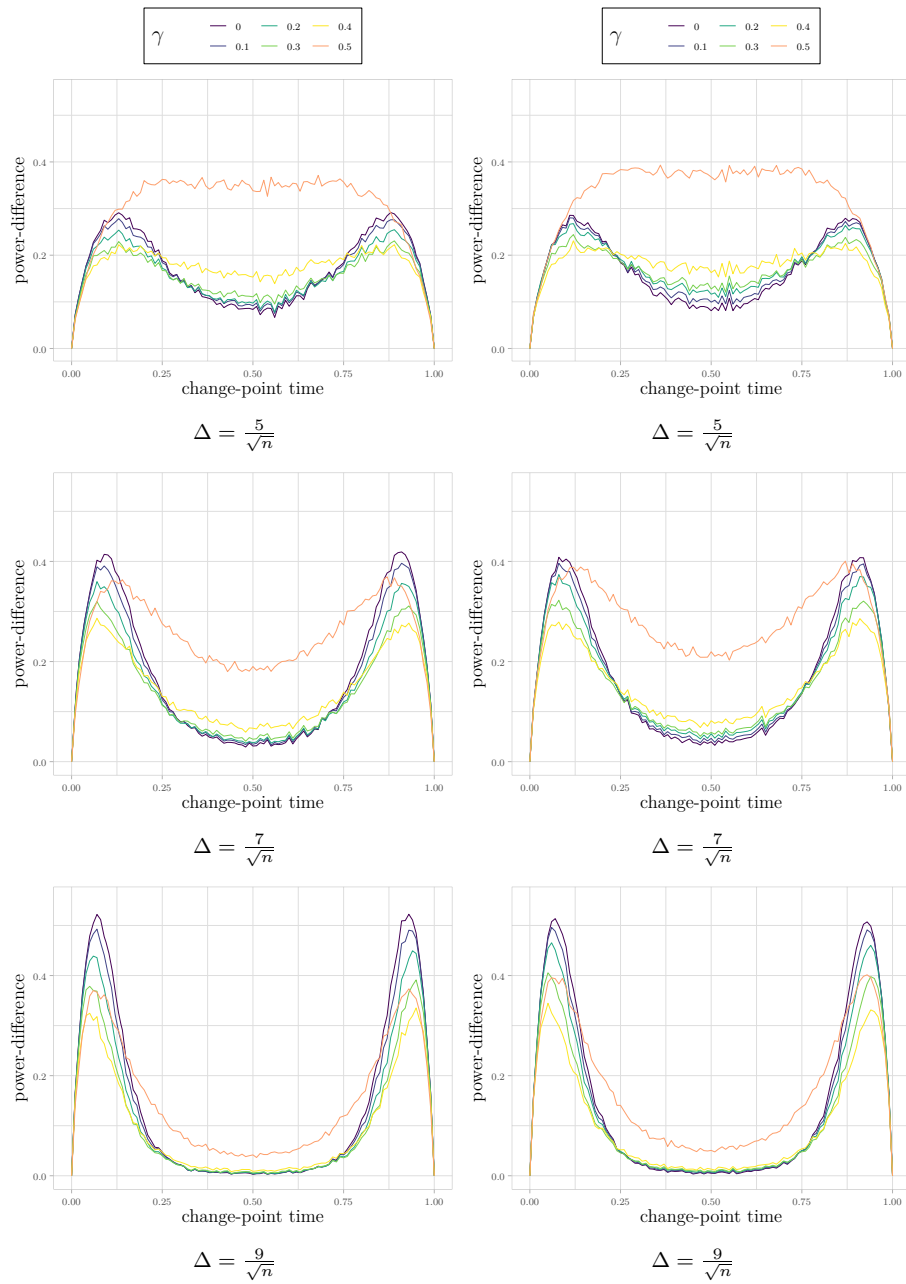 γ 0 0.2 0.4 γ 0 0.2 0.4
0.1 0.3 0.5 0.1 0.3 0.5
power-difference
0.4
0.2
0.0
0.00 0.25 0.50 0.75 1.00
change-point time
power-difference
0.4
0.2
0.0
0.00 0.25 0.50 0.75 1.00
change-point time
Δ = 5/√n
Δ = 5/√n
power-difference
0.4
0.2
0.0
0.00 0.25 0.50 0.75 1.00
change-point time
power-difference
0.4
0.2
0.0
0.00 0.25 0.50 0.75 1.00
change-point time
Δ = 7/√n
Δ = 7/√n
power-difference
0.4
0.2
0.0
0.00 0.25 0.50 0.75 1.00
change-point time
power-difference
0.4
0.2
0.0
0.00 0.25 0.50 0.75 1.00
change-point time
Δ = 9/√n
Δ = 9/√n